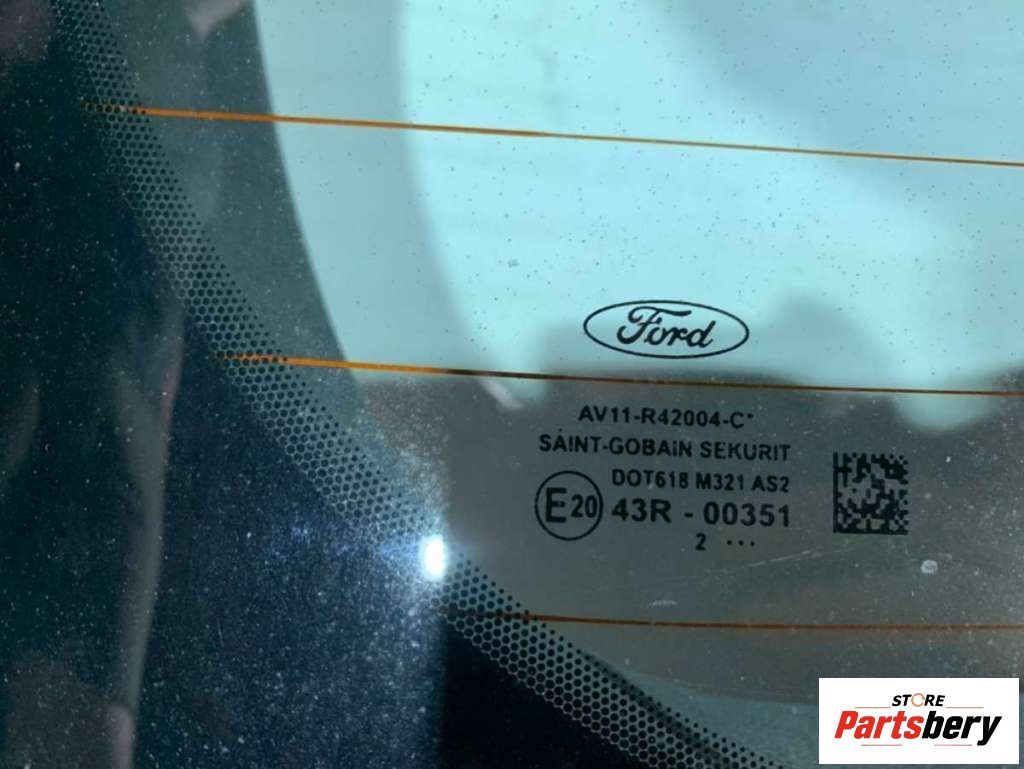 Ford
AV11-R42004-C*
SAINT-GOBAIN SEKURIT
DOT618 M321 AS2
E20 43R - 00351
2 ...
STORE
Partsbery